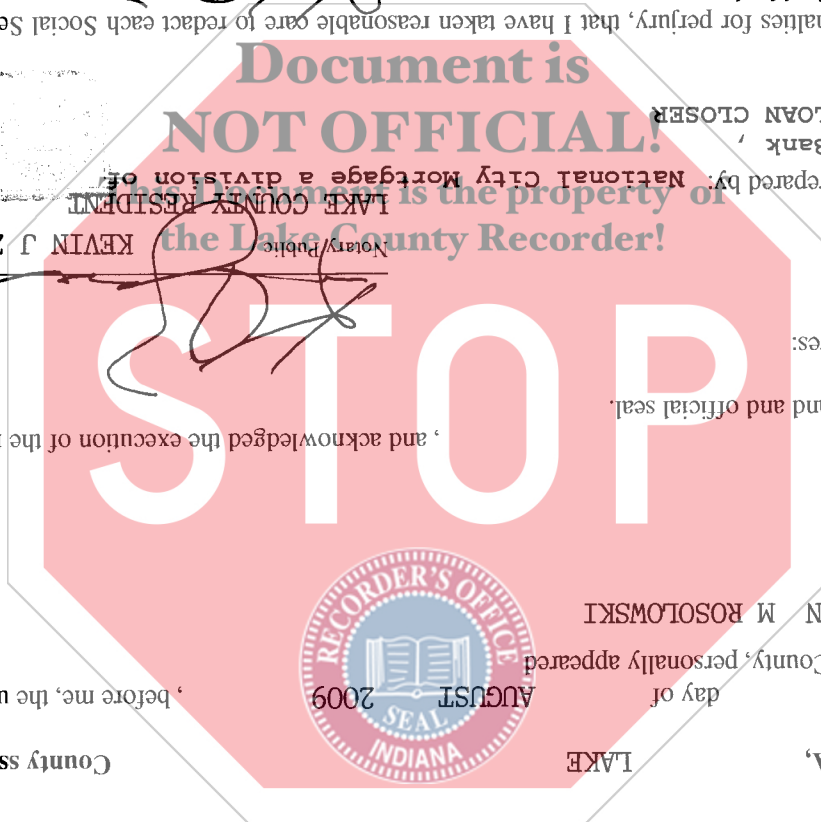 Document is
NOT OFFICIAL!
This Document is the property of
the Lake County Recorder!
STOP
RECORDER'S OFFICE
SEAL
INDIANA
A, LAKE County ss
day of AUGUST 2009 , before me, the u
County, personally appeared
N M ROSOLOWSKI
, and acknowledged the execution of the
and and official seal.
es:
Notary Public KEVIN J
LAKE COUNTY RESIDENT
repared by: National City Mortgage a division of
Bank ,
LOAN CLOSER
nalties for perjury, that I have taken reasonable care to redact each Social Se